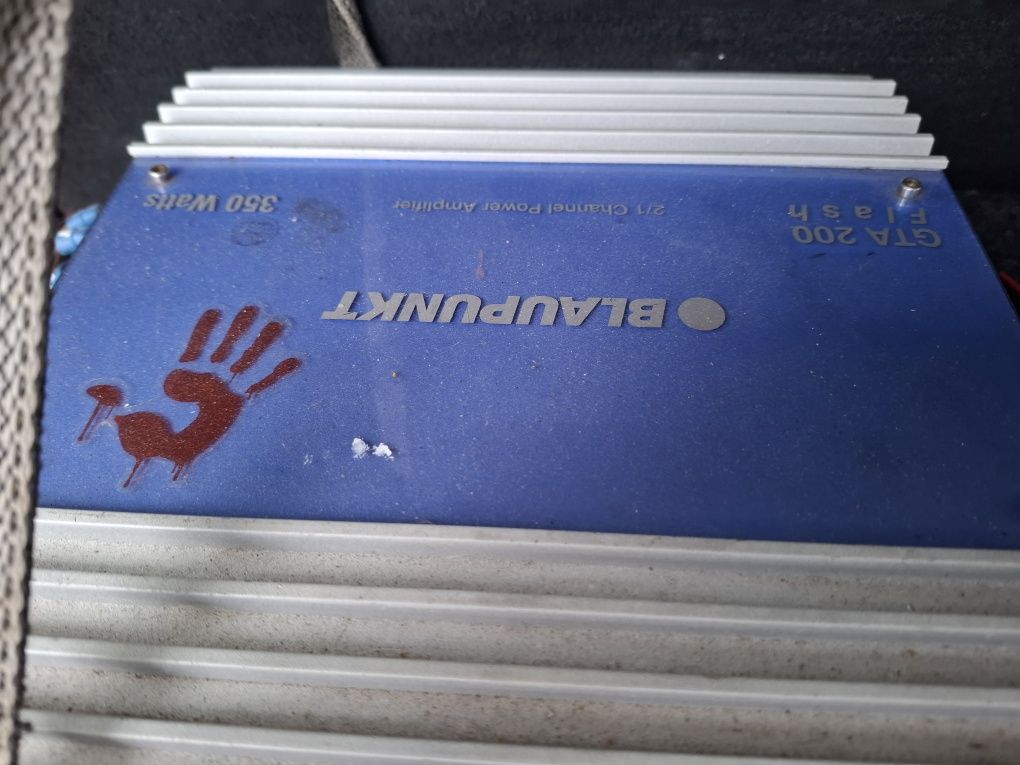 GTA 200
Flash
2/1 Channel Power Amplifier
350 Watts
BLAUPUNKT